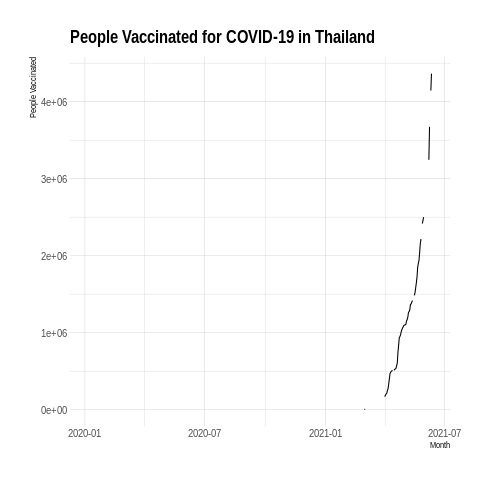 People Vaccinated for COVID-19 in Thailand
People Vaccinated
4e+06
3e+06
2e+06
1e+06
0e+00
2020-01
2020-07
2021-01
2021-07
Month